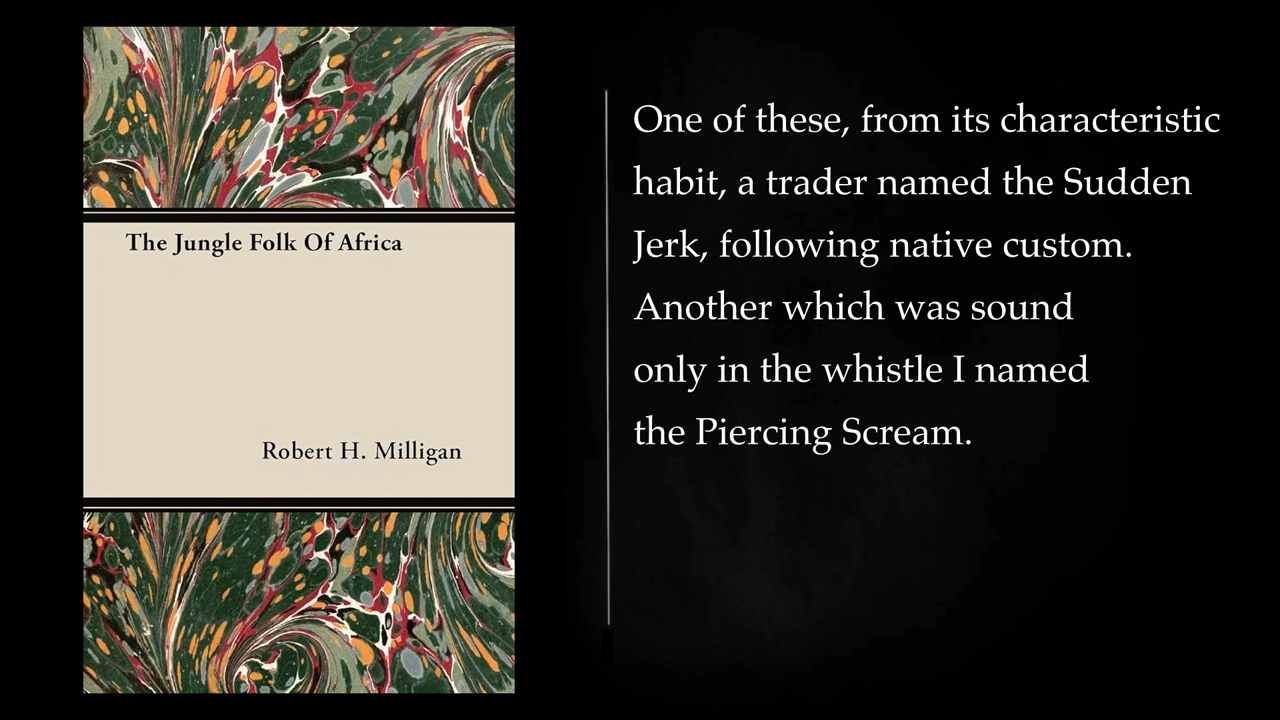 The Jungle Folk Of Africa
Robert H. Milligan
One of these, from its characteristic
habit, a trader named the Sudden
Jerk, following native custom.
Another which was sound
only in the whistle I named
the Piercing Scream.